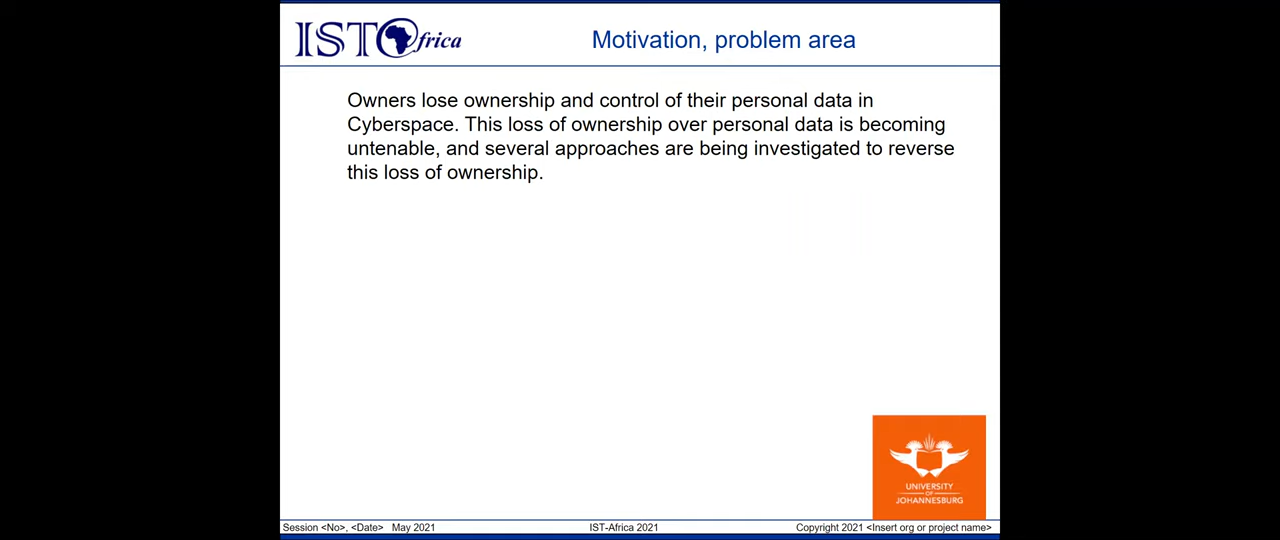 ISTAfrica
Motivation, problem area
Owners lose ownership and control of their personal data in
Cyberspace. This loss of ownership over personal data is becoming
untenable, and several approaches are being investigated to reverse
this loss of ownership.
UNIVERSITY
OF
JOHANNESBURG
Session <No>, <Date> May 2021
IST-Africa 2021
Copyright 2021 <Insert org or project name>